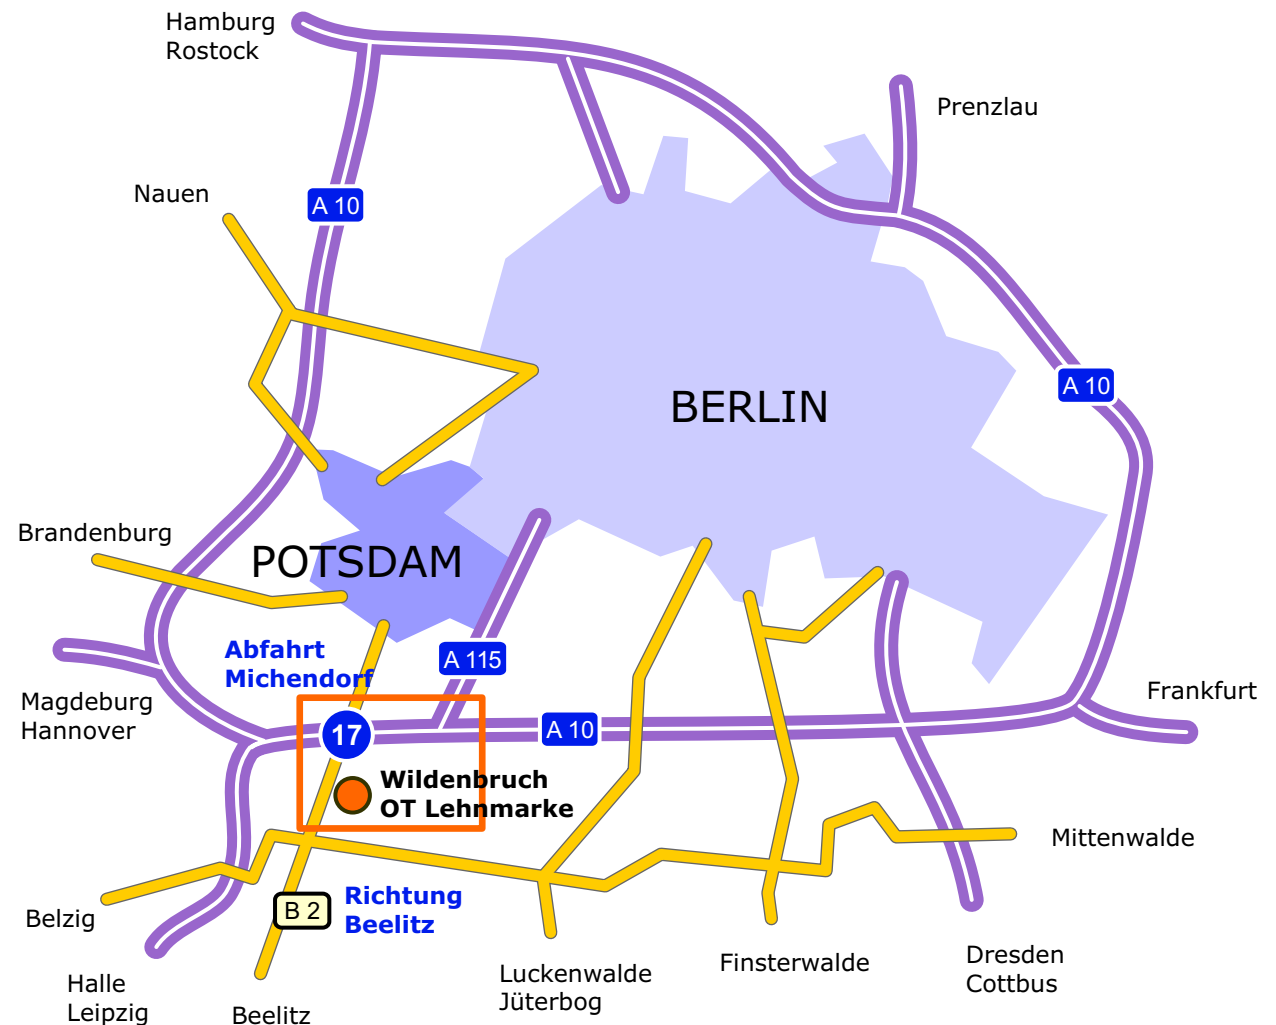 Hamburg
Rostock
Prenzlau
Nauen
A 10
A 10
BERLIN
Brandenburg
POTSDAM
Abfahrt
Michendorf
A 115
Magdeburg
Hannover
Frankfurt
17
A 10
Wildenbruch
OT Lehnmarke
Mittenwalde
Belzig
B 2
Richtung
Beelitz
Halle
Leipzig
Beelitz
Luckenwalde
Jüterbog
Finsterwalde
Dresden
Cottbus